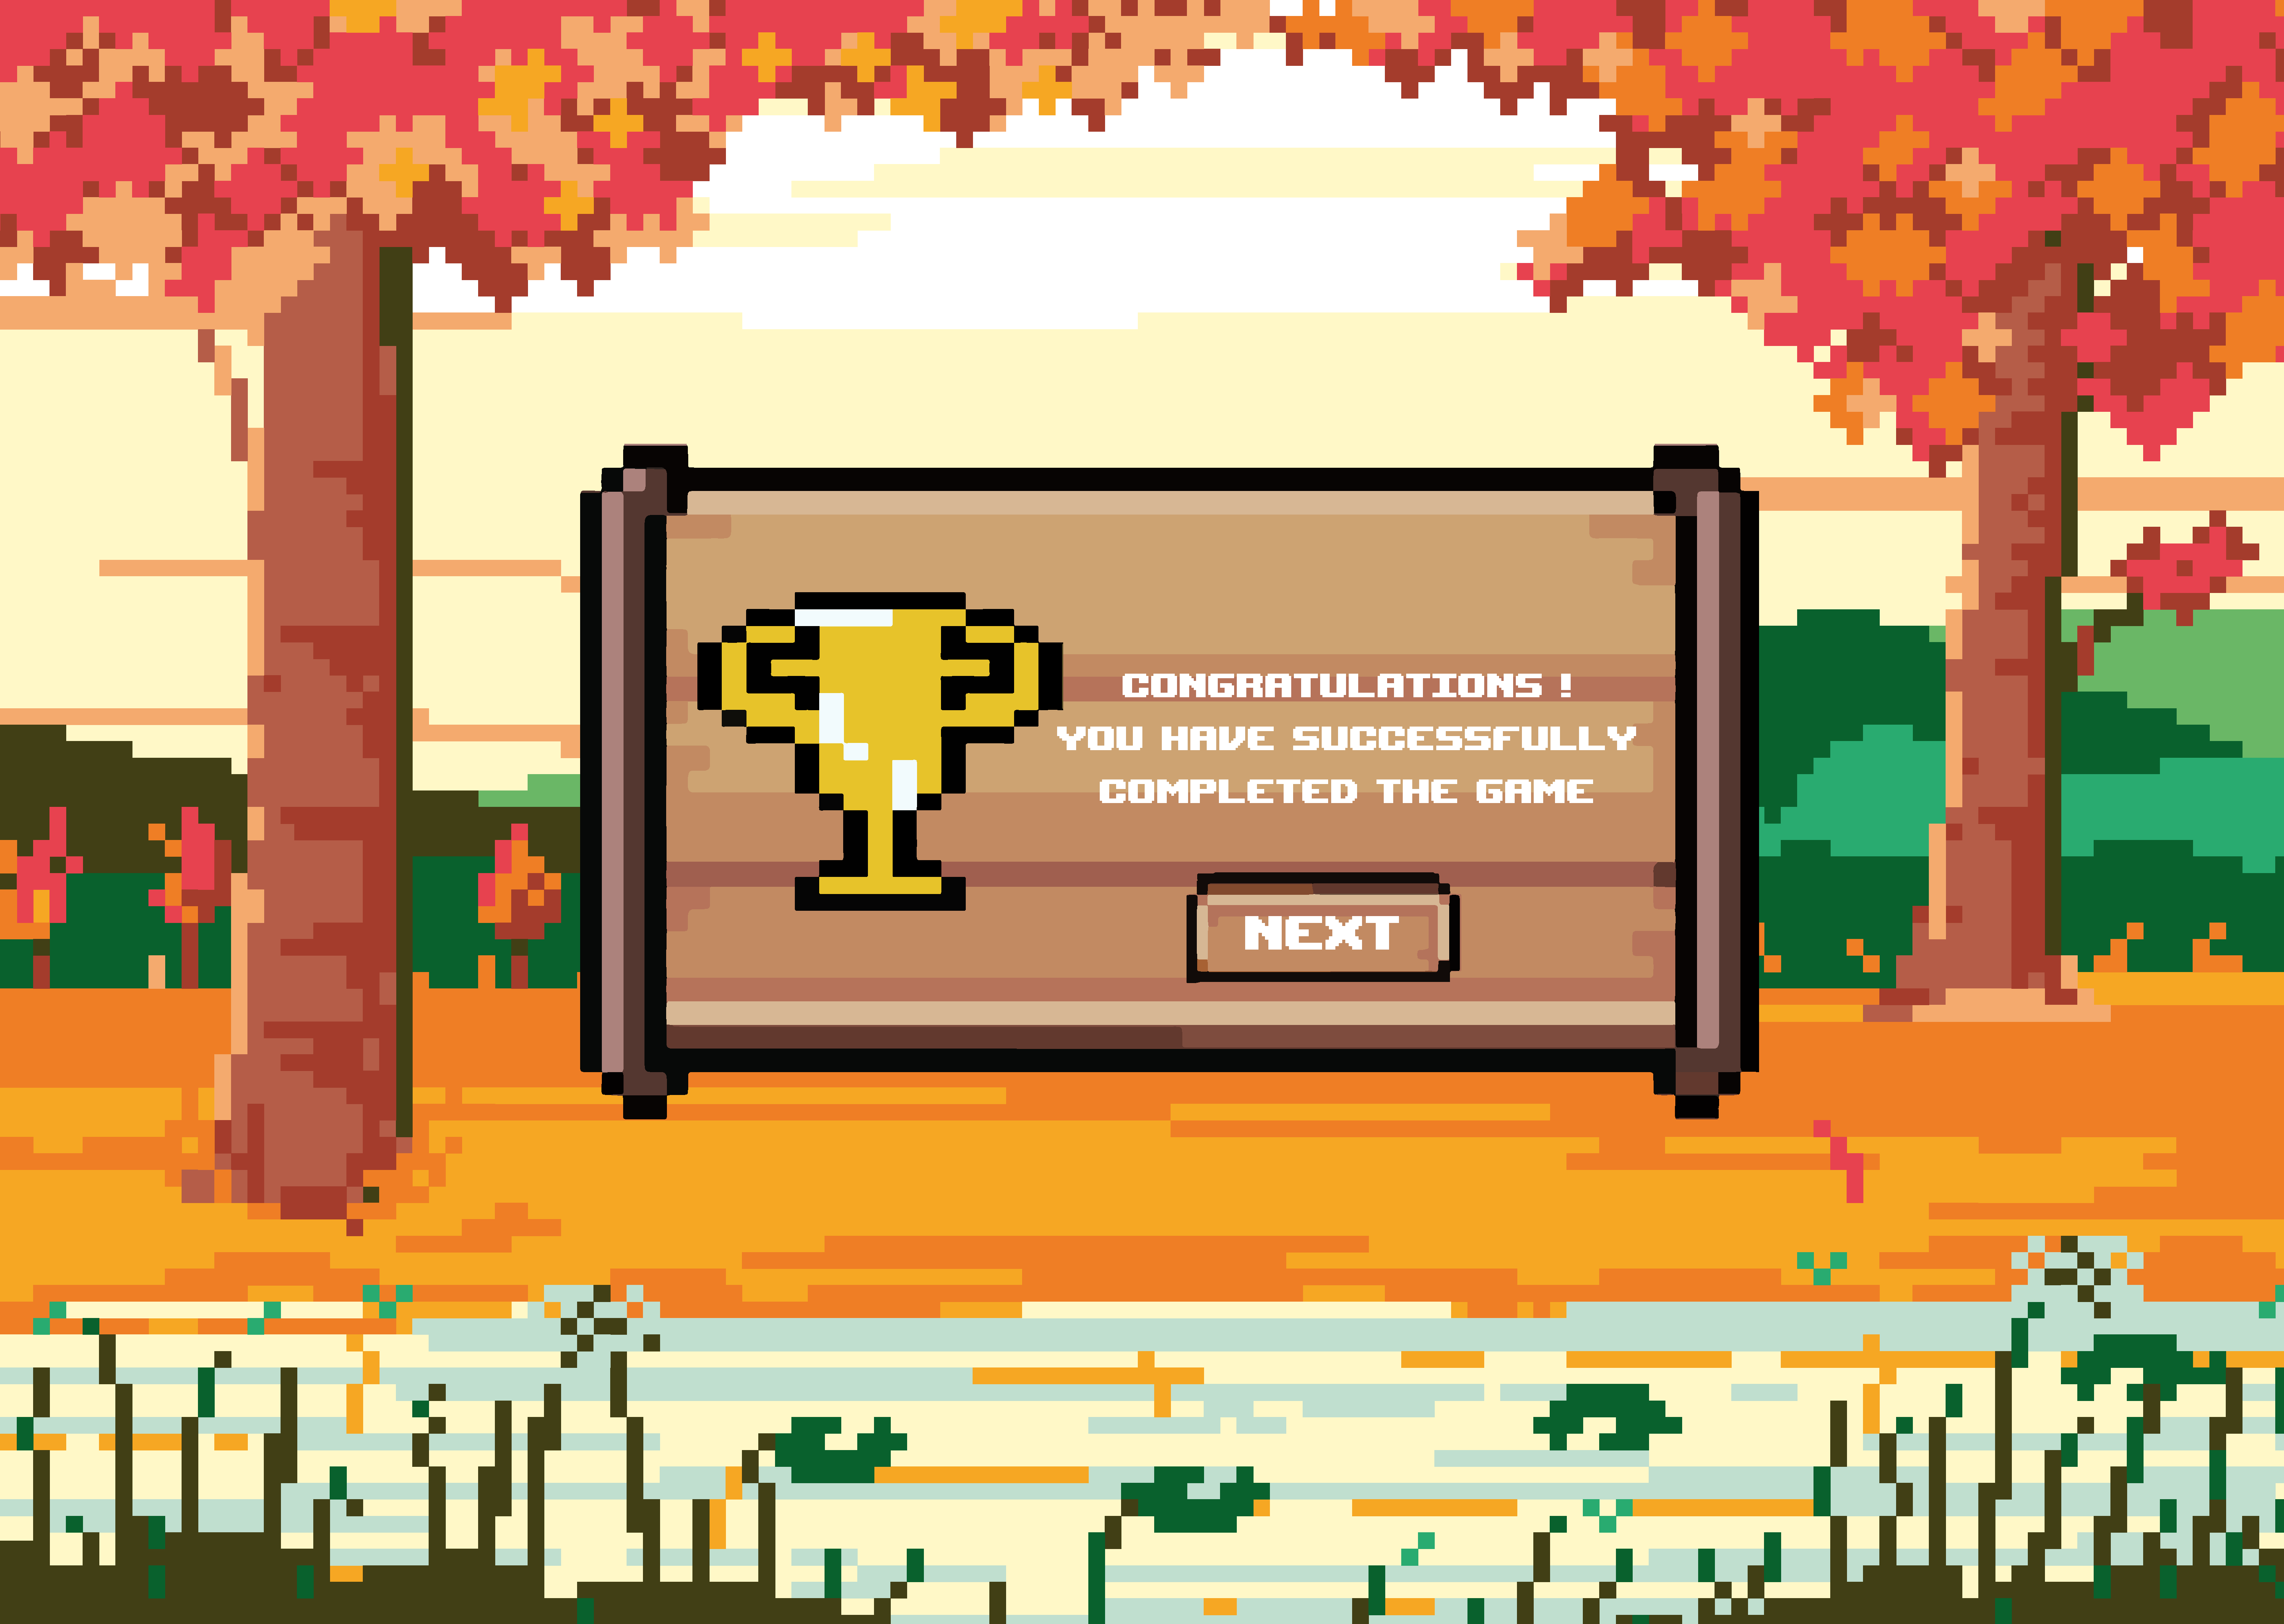 CONGRATULATIONS !
YOU HAVE SUCCESSFULLY
COMPLETED THE GAME
NEXT